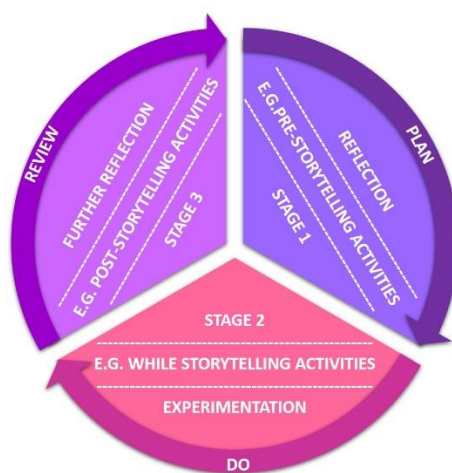 PLAN
REFLECTION
E.G.PRE-STORYTELLING ACTIVITIES
STAGE 1
STAGE 2
E.G. WHILE STORYTELLING ACTIVITIES
EXPERIMENTATION
DO
REVIEW
FURTHER REFLECTION
E.G. POST-STORYTELLING ACTIVITIES
STAGE 3